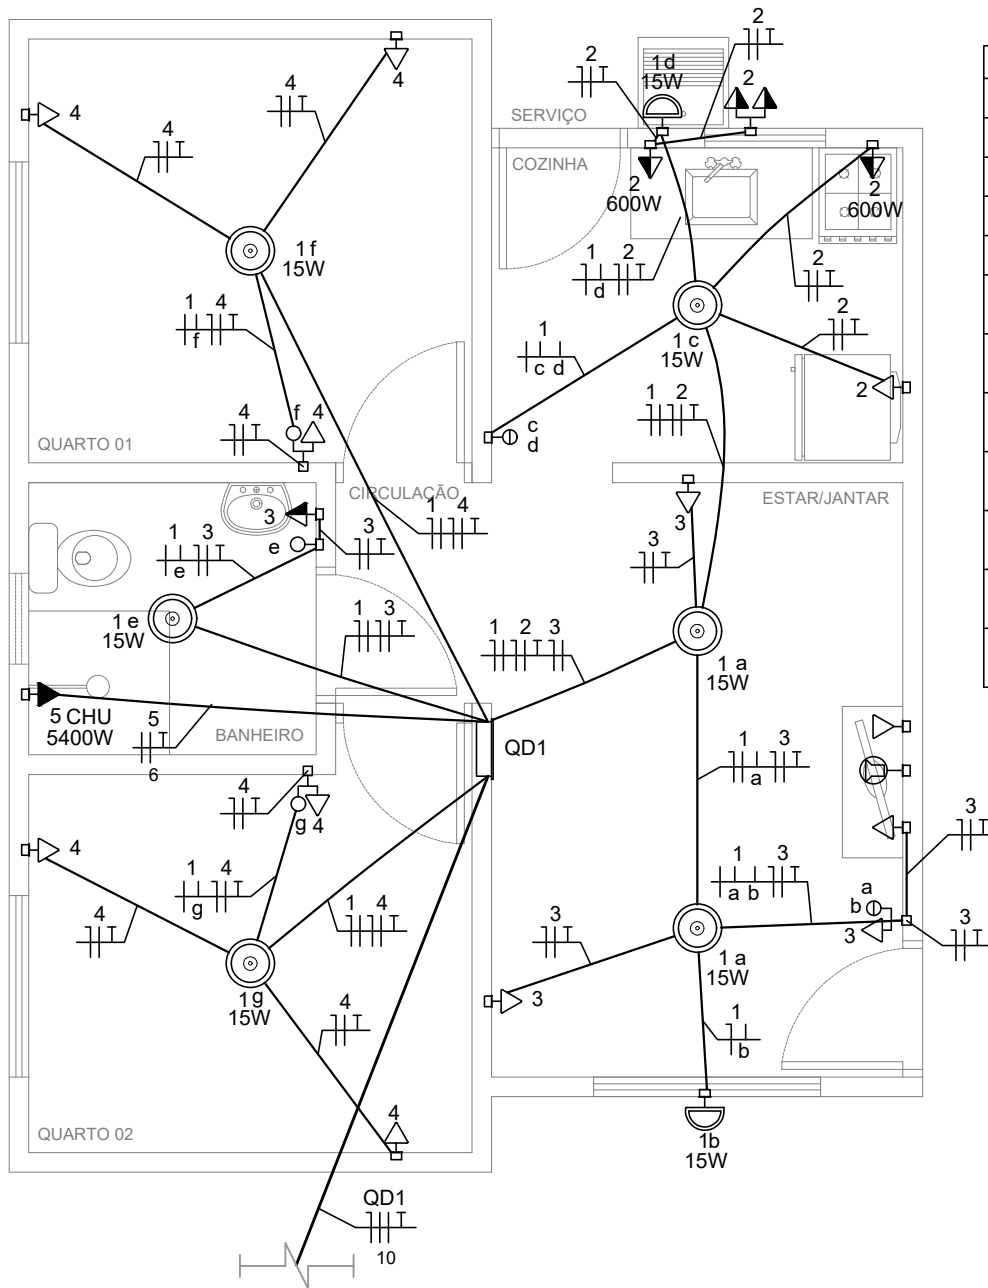 2
2
1 d
15W
2
4
4
4
4
4
SERVIÇO
COZINHA
2
600W
2
600W
1 f
15W
1 2
d
2
1 4
f
1 c
15W
1
c d
2
2
f 4
4
1 2
c
d
QUARTO 01
CIRCULAÇÃO
ESTAR/JANTAR
3
3
1 4
1 3
e
e
3
3
1 e
15W
1 3
1 2 3
1 a
15W
5 CHU
5400W
5
6
BANHEIRO
QD1
1 3
a
4
g 4
4
3
1 4
g
1 3
a b
a
b
3
3
4
1 4
3
1 g
15W
1 a
15W
3
4
1
b
4
QUARTO 02
1b
15W
QD1
10